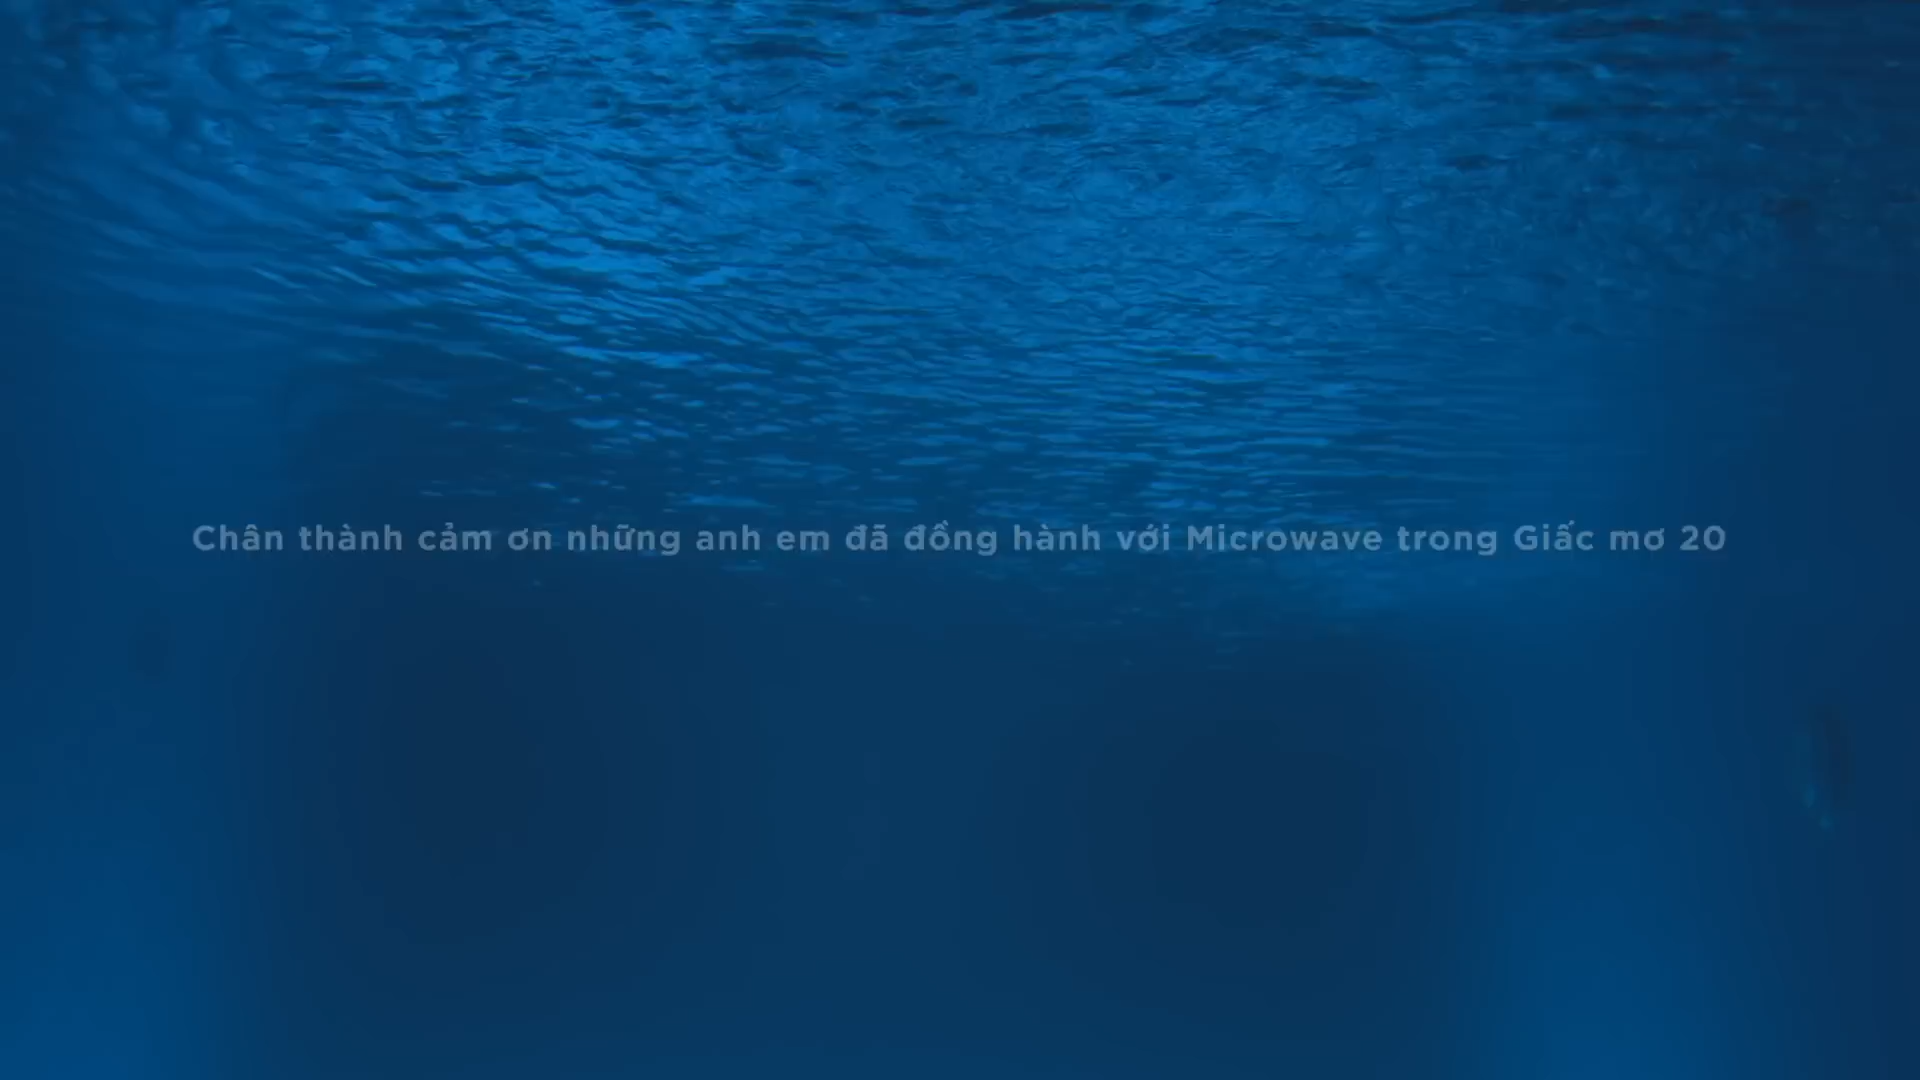 Chân thành cảm ơn những anh em đã đồng hành với Microwave trong Giấc mơ 20